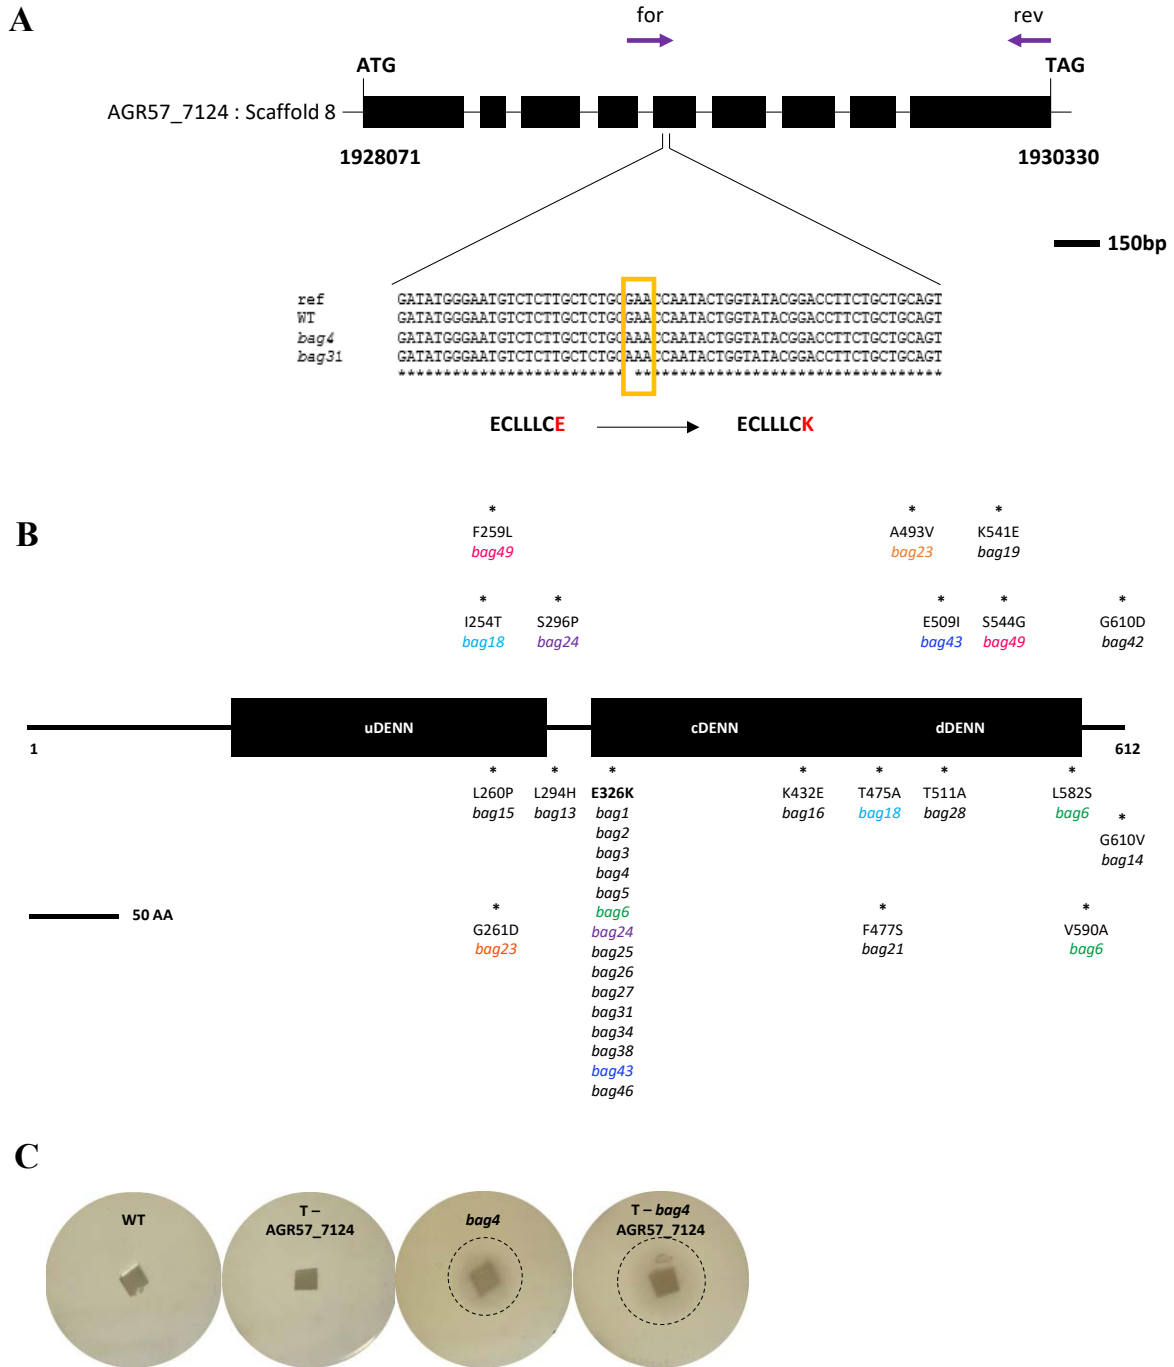 A
for rev
ATG TAG
AGR57_7124 : Scaffold 8
1928071 1930330
150bp
ref GATATGGGAATGTCTCTTGCTCTGCGAACCAATACTGGTATACGGACCTTCTGCTGCAGT
WT GATATGGGAATGTCTCTTGCTCTGCGAACCAATACTGGTATACGGACCTTCTGCTGCAGT
bag4 GATATGGGAATGTCTCTTGCTCTGCAAACCAATACTGGTATACGGACCTTCTGCTGCAGT
bag31 GATATGGGAATGTCTCTTGCTCTGCAAACCAATACTGGTATACGGACCTTCTGCTGCAGT
************************* **********************************
ECLLLCE ECLLLCK
B
* * *
F259L A493V K541E
bag49 bag23 bag19
* * * * *
I254T S296P E509I S544G G610D
bag18 bag24 bag43 bag49 bag42
uDENN cDENN dDENN
1 612
* * * * * * *
L260P L294H E326K K432E T475A T511A L582S
bag15 bag13 bag1 bag16 bag18 bag28 bag6
bag2
*
bag3
G610V
bag14
bag4
bag5
50 AA
* * *
bag6
G261D F477S V590A
bag23 bag24 bag21 bag6
bag25
bag26
bag27
bag31
bag34
bag38
bag43
bag46
C
WT
T –
AGR57_7124
bag4
T – bag4
AGR57_7124